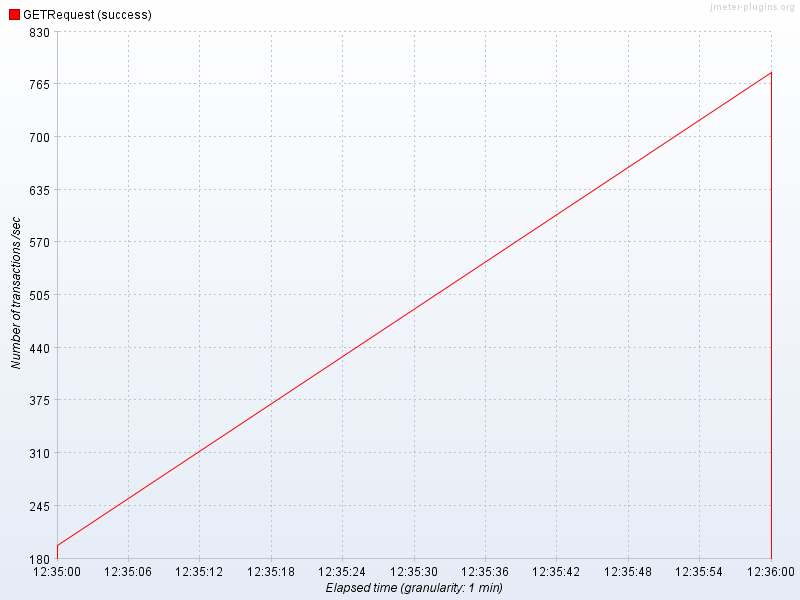 jmeter-plugins.org
GETRequest (success)
830
765
700
635
570
505
440
375
310
245
180
Number of transactions /sec
12:35:00 12:35:06 12:35:12 12:35:18 12:35:24 12:35:30 12:35:36 12:35:42 12:35:48 12:35:54 12:36:00
Elapsed time (granularity: 1 min)